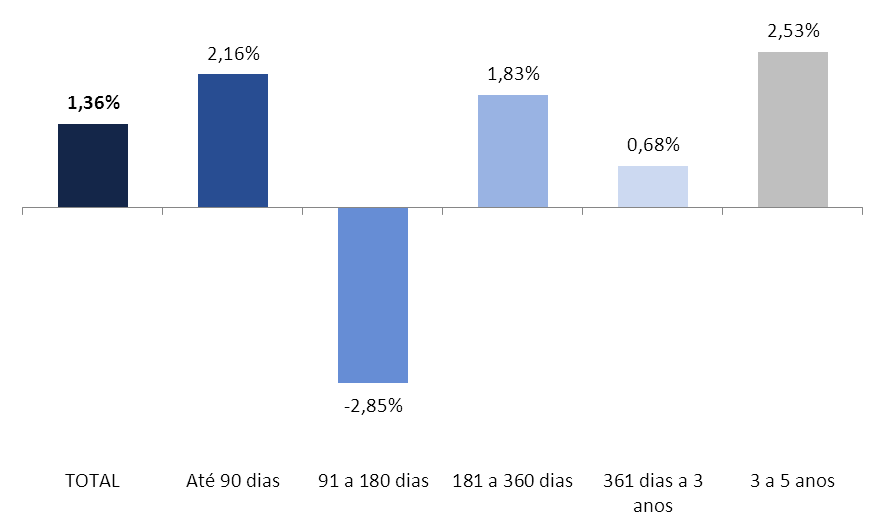 2,53%
2,16%
1,83%
1,36%
0,68%
-2,85%
TOTAL
Até 90 dias
91 a 180 dias
181 a 360 dias
361 dias a 3
anos
3 a 5 anos